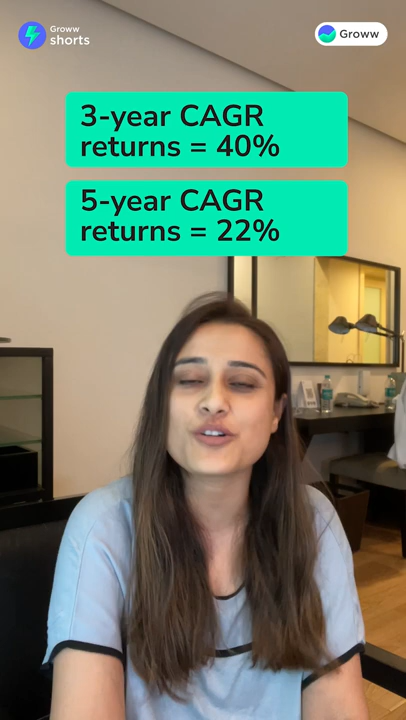 Groww
shorts
Groww
3-year CAGR
returns = 40%
5-year CAGR
returns = 22%